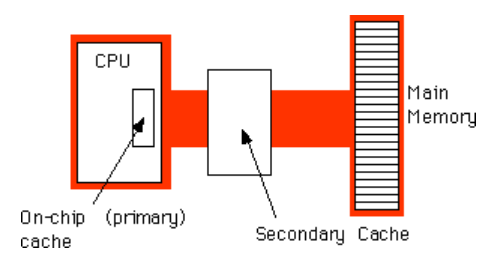 CPU
Main
Memory
On-chip (primary)
cache
Secondary Cache